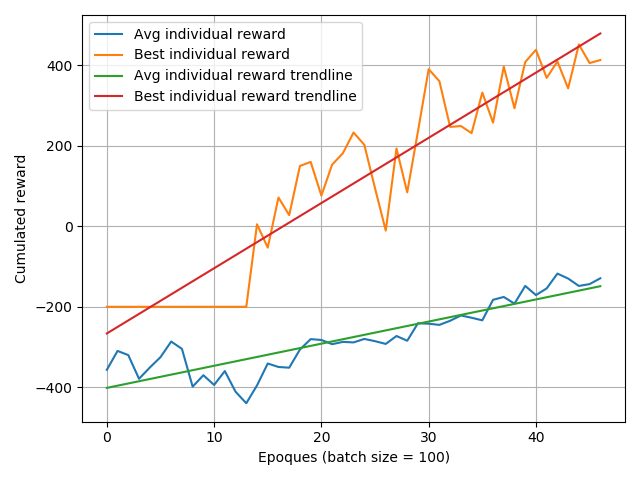 Avg individual reward
Best individual reward
Avg individual reward trendline
Best individual reward trendline
400
200
0
−200
−400
Cumulated reward
0 10 20 30 40
Epoques (batch size = 100)